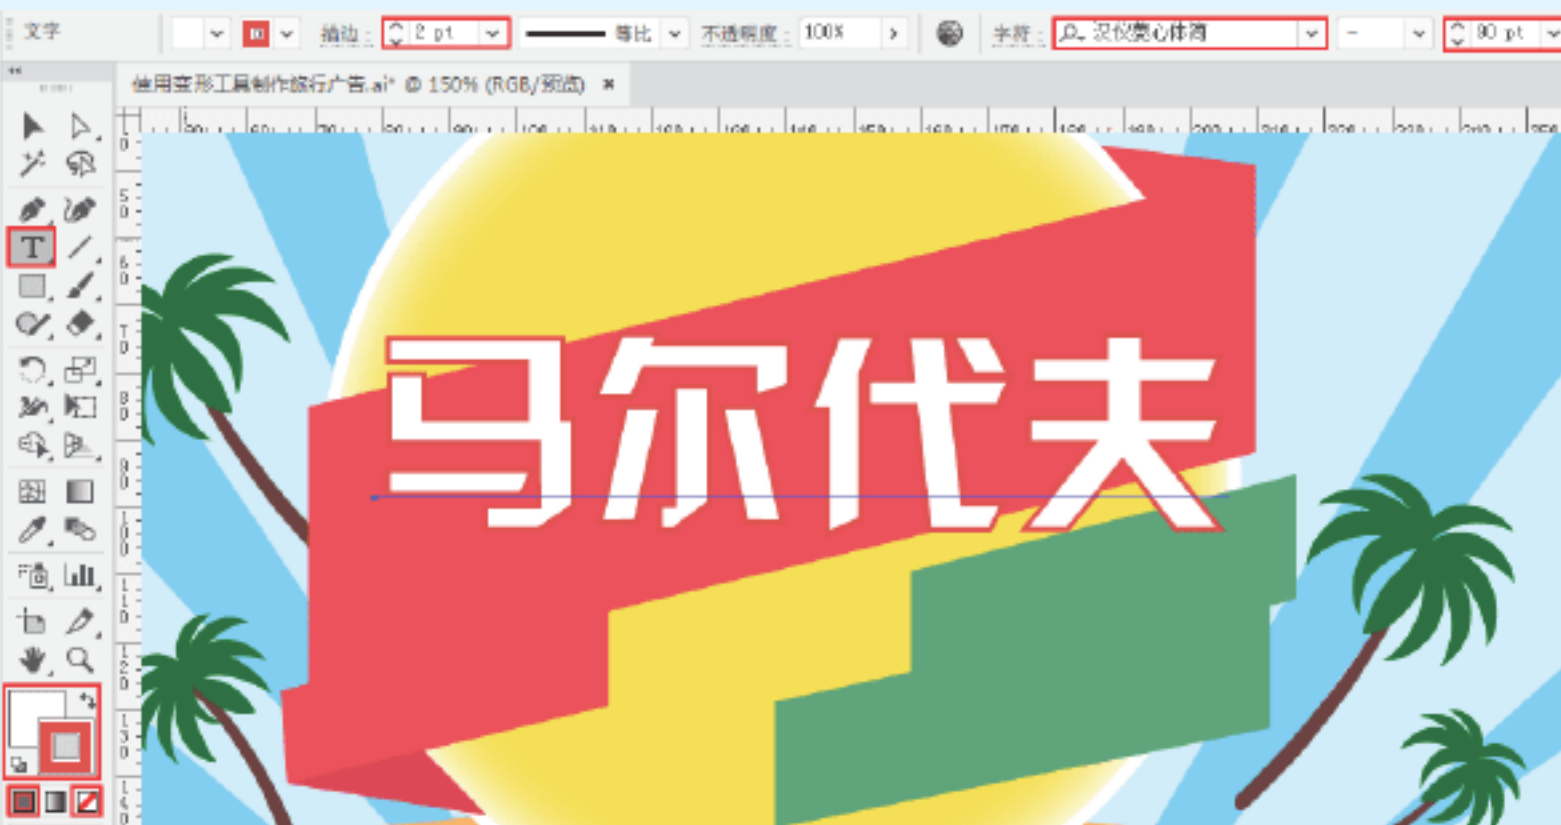 文字 描边： 2 pt 等比 不透明度： 100% 字符： 汉仪菱心体简 - 90 pt
使用变形工具制作旅行广告.ai* @ 150% (RGB/预览) ×
T
马尔代夫